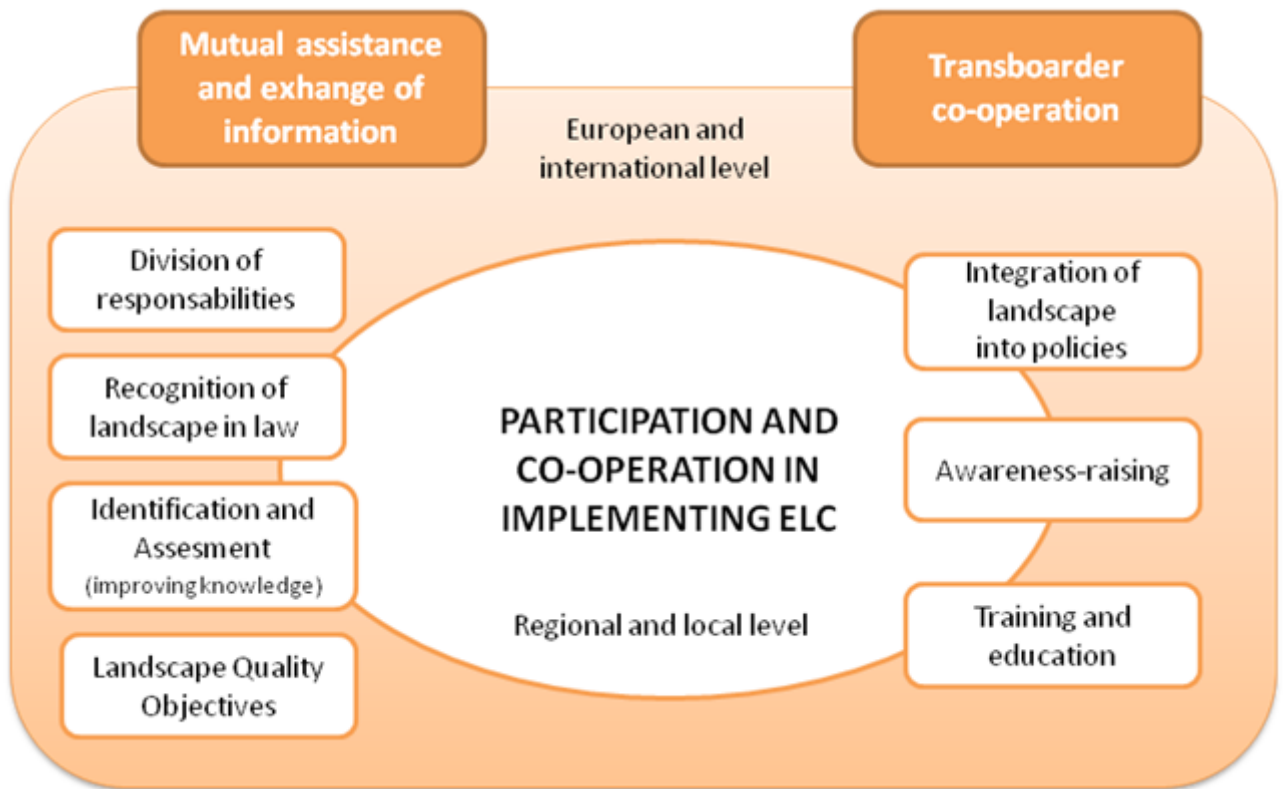 Mutual assistance
and exhange of
information
Transboarder
co-operation
European and
international level
Division of
responsabilities
Recognition of
landscape in law
Identification and
Assesment
(improving knowledge)
Landscape Quality
Objectives
PARTICIPATION AND
CO-OPERATION IN
IMPLEMENTING ELC
Regional and local level
Integration of
landscape
into policies
Awareness-raising
Training and
education